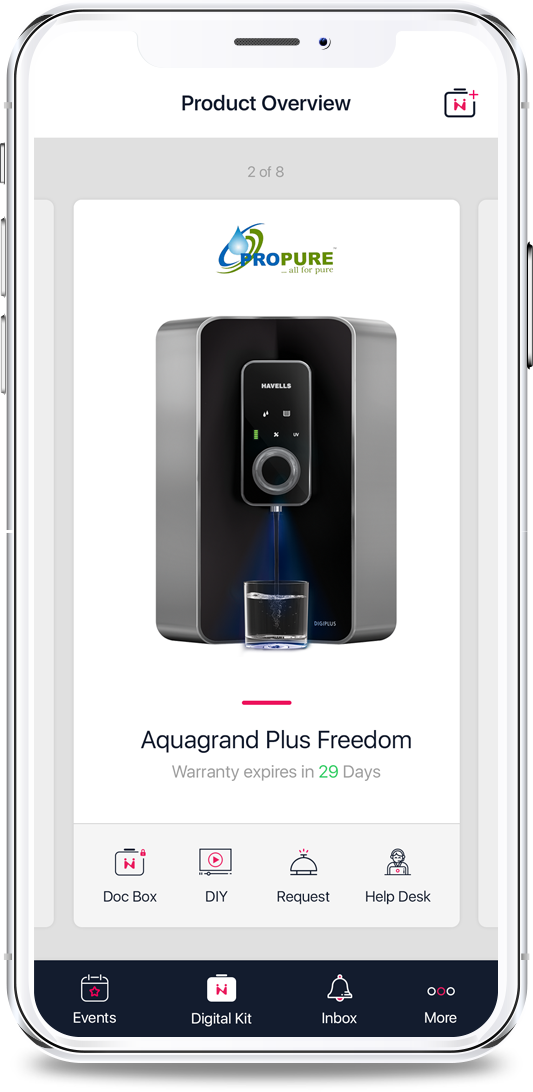 Product Overview
2 of 8
PROPURE
... all for pure
HAVELLS
UV
DIGIPLUS
Aquagrand Plus Freedom
Warranty expires in 29 Days
Doc Box
DIY
Request
Help Desk
Events
Digital Kit
Inbox
More